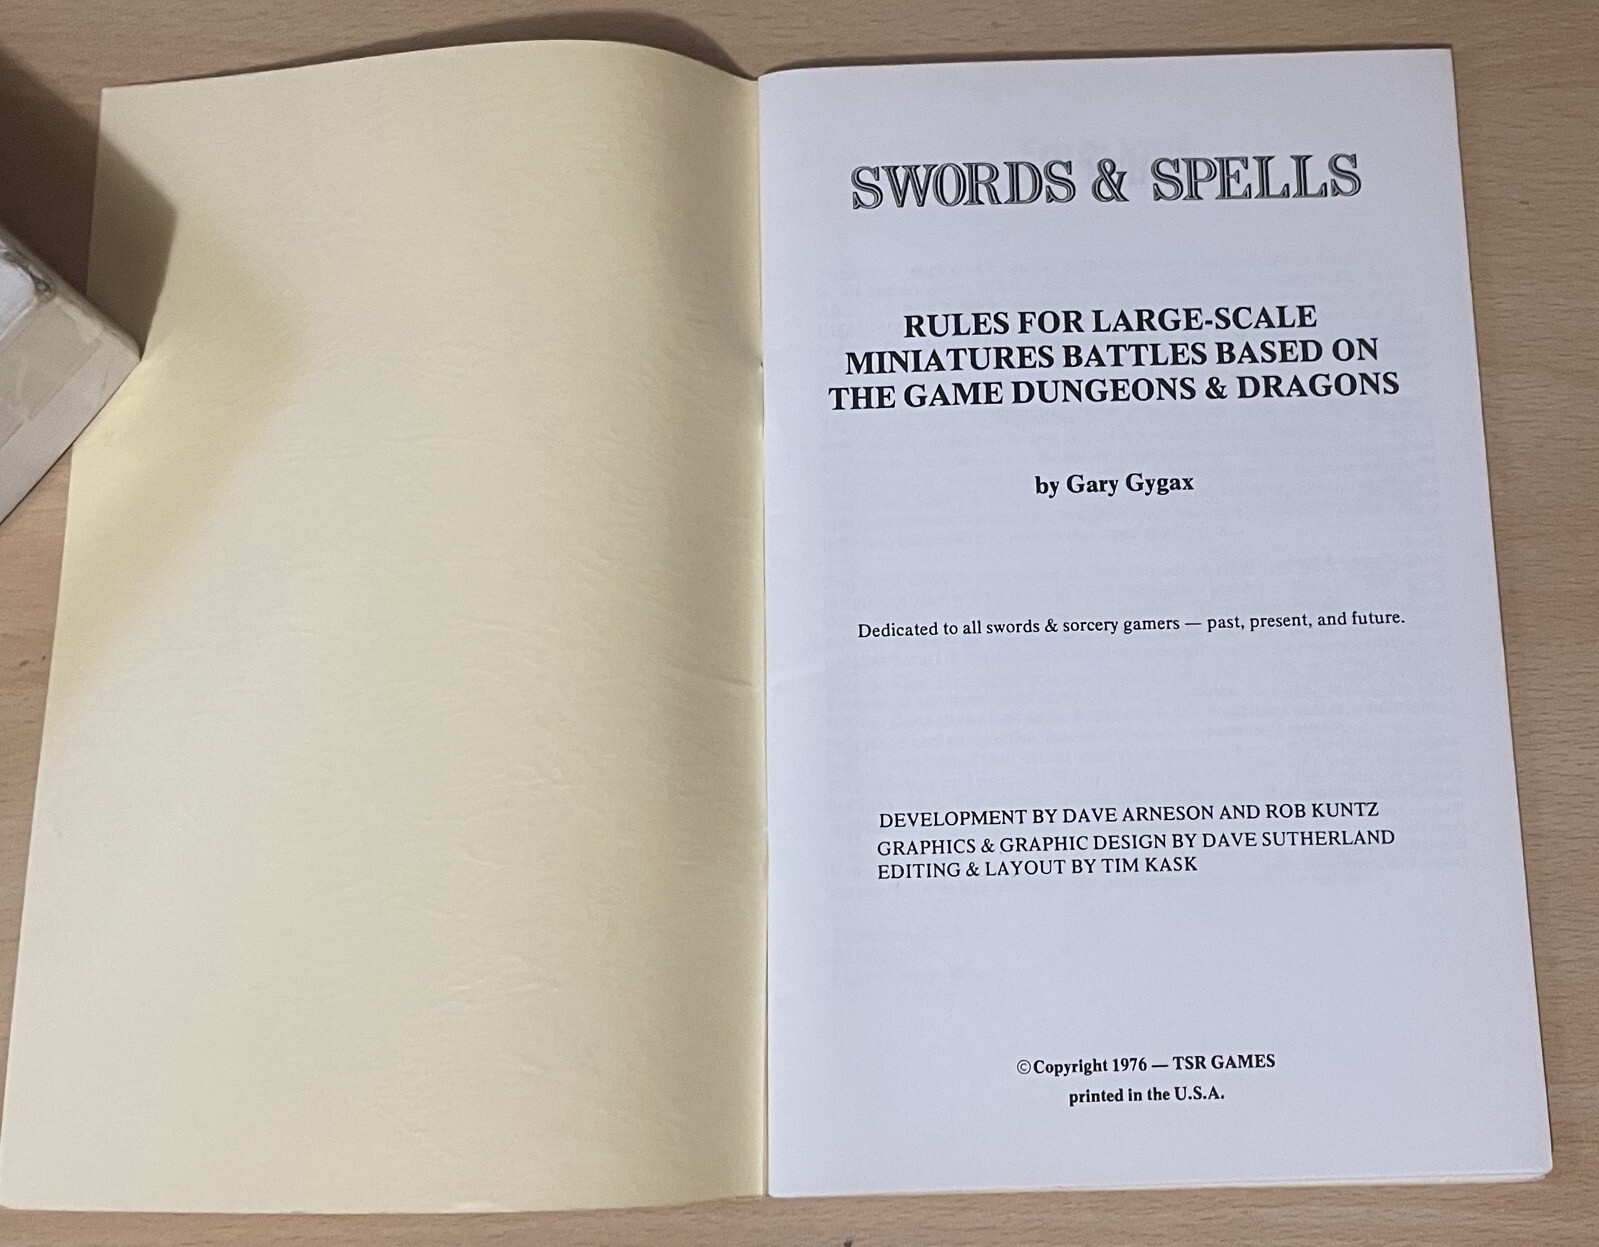 SWORDS & SPELLS
RULES FOR LARGE-SCALE
MINIATURES BATTLES BASED ON
THE GAME DUNGEONS & DRAGONS
by Gary Gygax
Dedicated to all swords & sorcery gamers — past, present, and future.
DEVELOPMENT BY DAVE ARNESON AND ROB KUNTZ
GRAPHICS & GRAPHIC DESIGN BY DAVE SUTHERLAND
EDITING & LAYOUT BY TIM KASK
©Copyright 1976 — TSR GAMES
printed in the U.S.A.